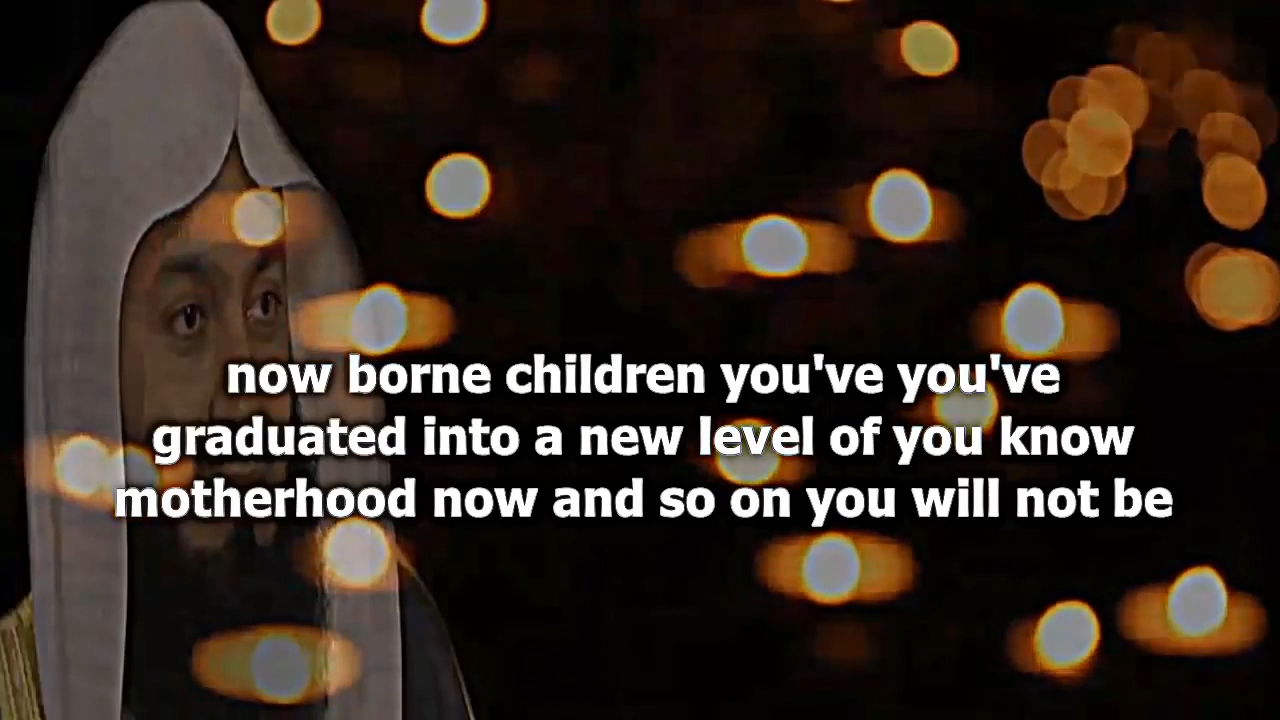 now borne children you've you've
graduated into a new level of you know
motherhood now and so on you will not be